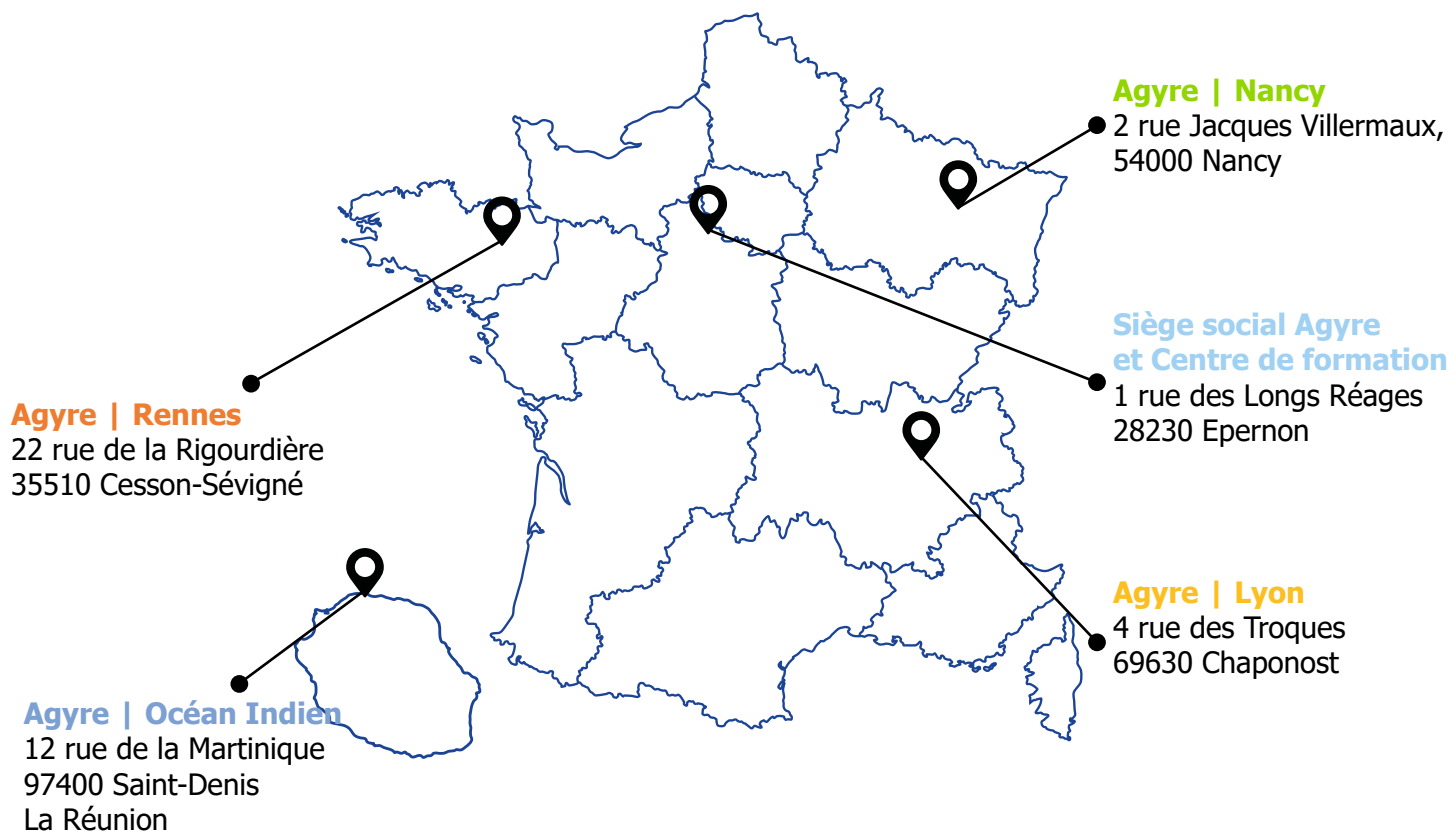 Agyre | Nancy
2 rue Jacques Villermaux,
54000 Nancy
Siège social Agyre
et Centre de formation
1 rue des Longs Réages
28230 Epernon
Agyre | Rennes
22 rue de la Rigourdière
35510 Cesson-Sévigné
Agyre | Lyon
4 rue des Troques
69630 Chaponost
Agyre | Océan Indien
12 rue de la Martinique
97400 Saint-Denis
La Réunion